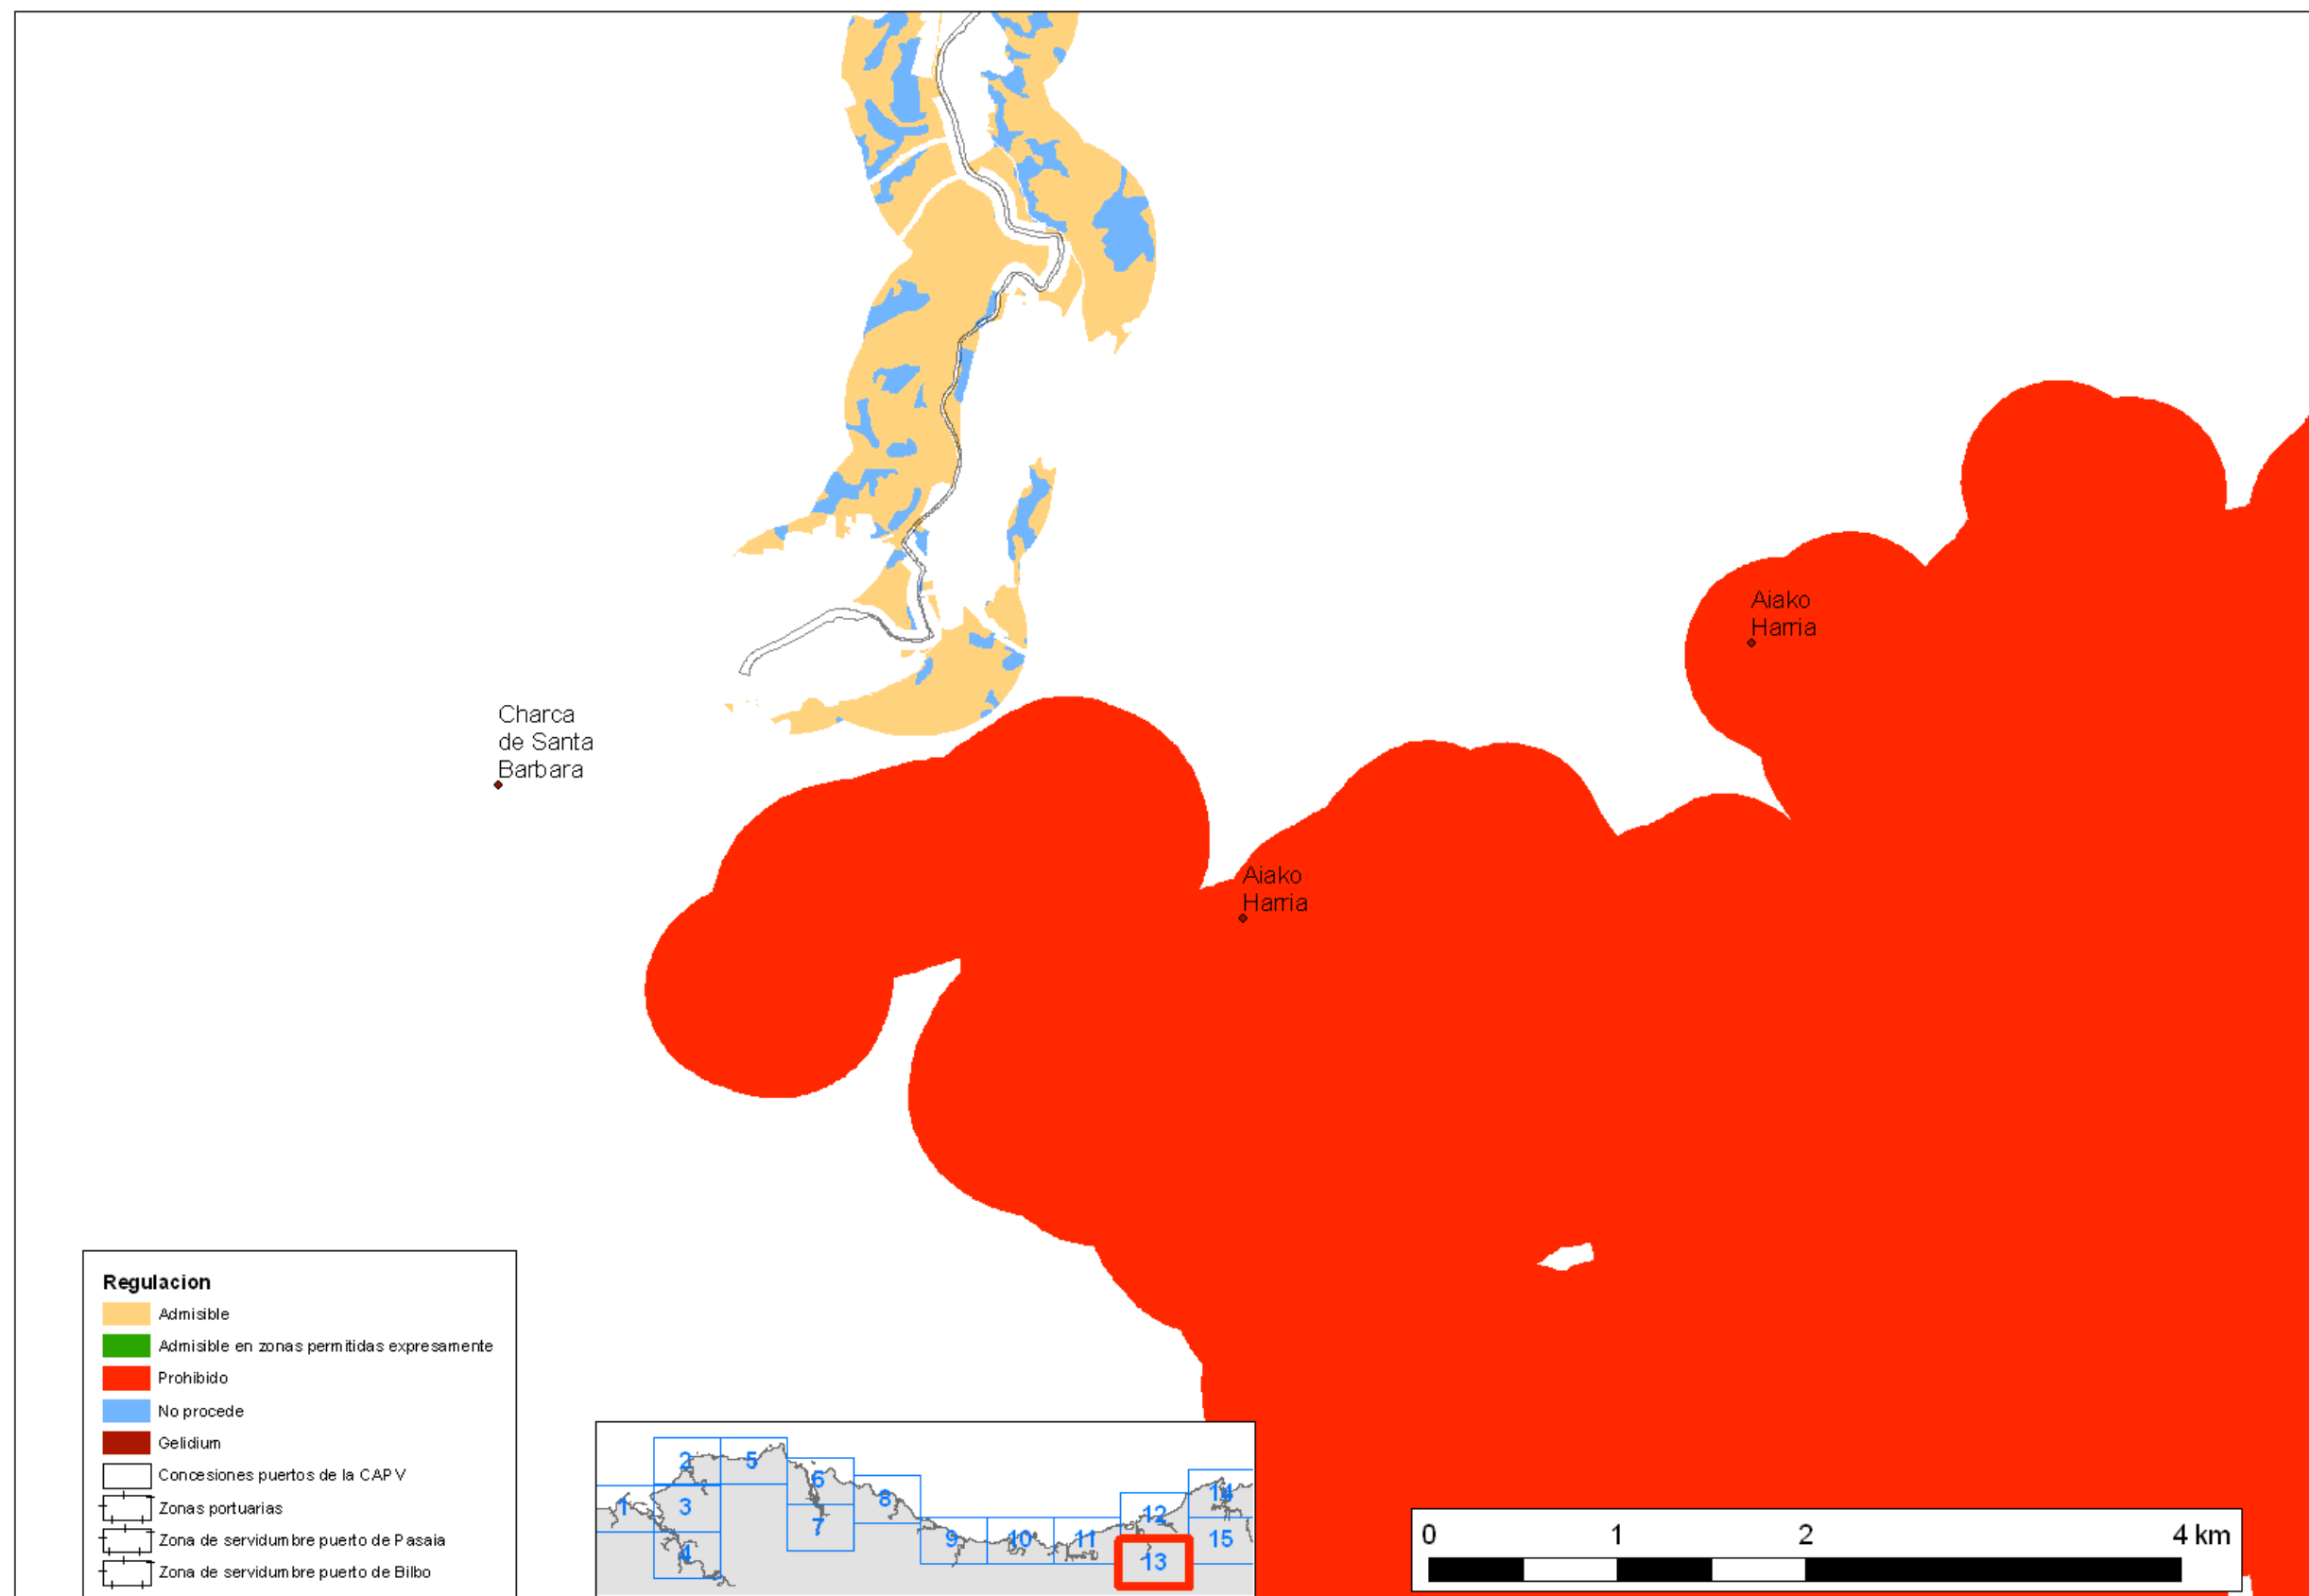 Aiako
Harria
Charca
de Santa
Barbara
Aiako
Harria
Regulacion
Admisible
Admisible en zonas permitidas expresamente
Prohibido
No procede
Gelidium
Concesiones puertos de la CAPV
Zonas portuarias
Zona de servidumbre puerto de Pasaia
Zona de servidumbre puerto de Bilbo
1
2
3
4
5
6
7
8
9
10
11
12
13
14
15
0 1 2 4 km